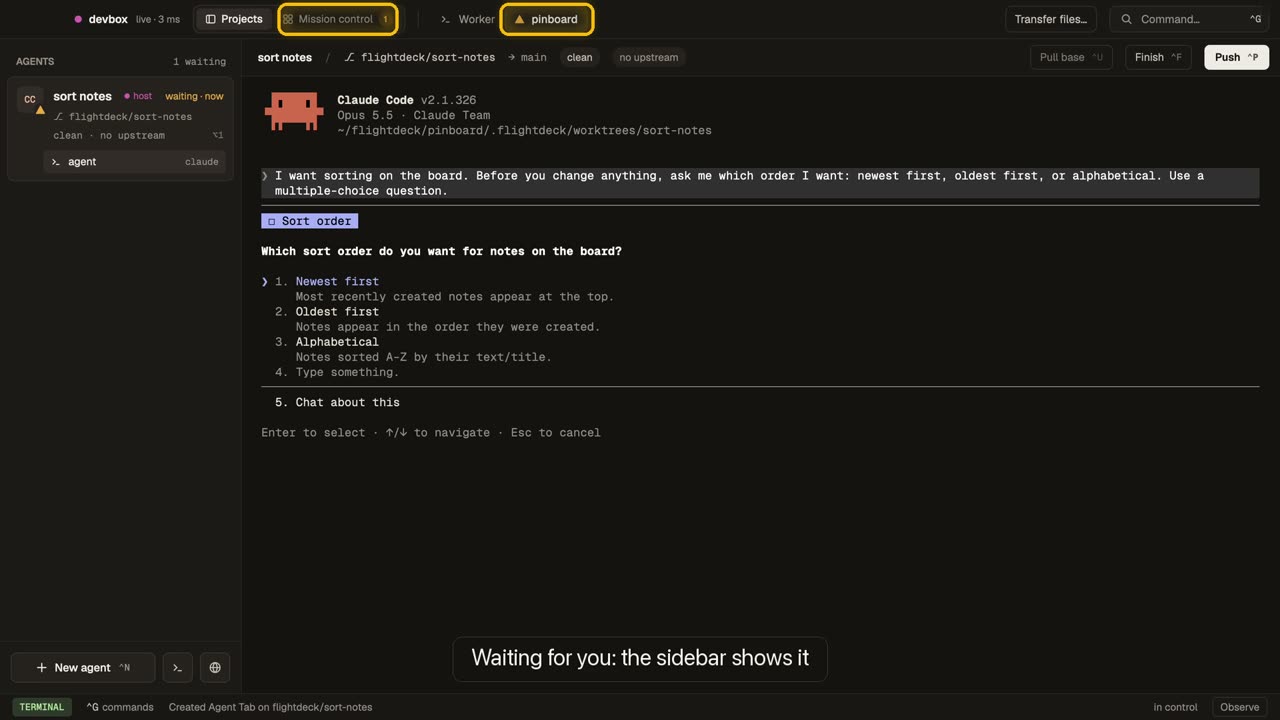 devbox live · 3 ms Projects Mission control 1 Worker pinboard Transfer files… Command… ^G
AGENTS 1 waiting
CC sort notes host waiting · now
flightdeck/sort-notes
clean · no upstream ⌥1
agent claude
sort notes / flightdeck/sort-notes → main clean no upstream Pull base ^U Finish ^F Push ^P
Claude Code v2.1.326
Opus 5.5 · Claude Team
~/flightdeck/pinboard/.flightdeck/worktrees/sort-notes
❯ I want sorting on the board. Before you change anything, ask me which order I want: newest first, oldest first, or alphabetical. Use a
multiple-choice question.
☐ Sort order
Which sort order do you want for notes on the board?
❯ 1. Newest first
Most recently created notes appear at the top.
2. Oldest first
Notes appear in the order they were created.
3. Alphabetical
Notes sorted A–Z by their text/title.
4. Type something.
5. Chat about this
Enter to select · ↑/↓ to navigate · Esc to cancel
Waiting for you: the sidebar shows it
+ New agent ^N
TERMINAL ^G commands Created Agent Tab on flightdeck/sort-notes in control Observe